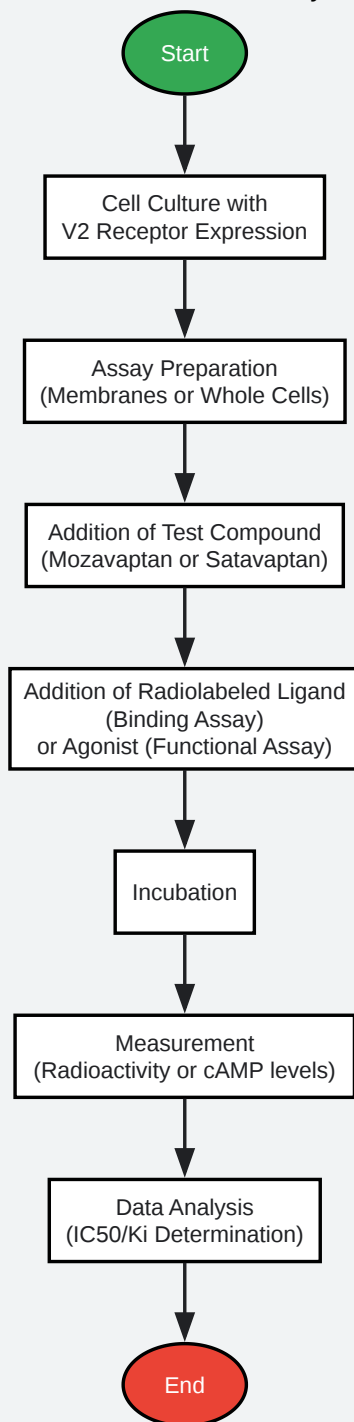 Start
Cell Culture with
V2 Receptor Expression
Assay Preparation
(Membranes or Whole Cells)
Addition of Test Compound
(Mozavaptan or Satavaptan)
Addition of Radiolabeled Ligand
(Binding Assay)
or Agonist (Functional Assay)
Incubation
Measurement
(Radioactivity or cAMP levels)
Data Analysis
(IC50/Ki Determination)
End